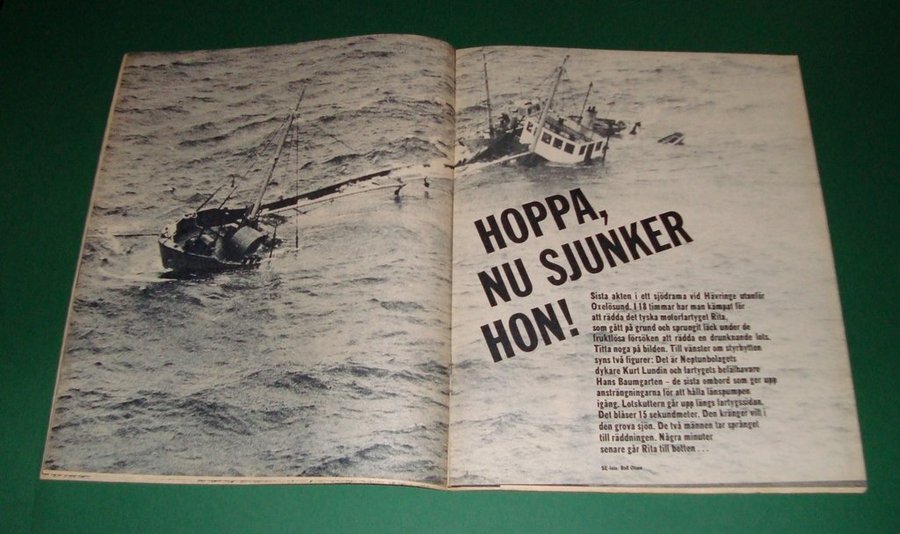 HOPPA,
NU SJUNKER
HON!
Sista akten i ett sjödrama vid Hävringe utanför
Oxelösund. I 18 timmar har man kämpat för
att rädda det tyska motorfartyget Rita,
som gått på grund och sprungit läck under de
fruktlösa försöken att rädda en drunknande lots.
Titta noga på bilden. Till vänster om styrhytten
syns två figurer: Det är Neptunbolagets
dykare Kurt Lundin och fartygets befälhavare
Hans Baumgarten – de sista ombord som ger upp
ansträngningarna för att hålla länspumpen
igång. Lotskuttern går upp längs fartygssidan.
Det blåser 15 sekundmeter. Den kränger vilt i
den grova sjön. De två männen tar språnget
till räddningen. Några minuter
senare går Rita till botten . . .
SE-foto: Rolf Olson